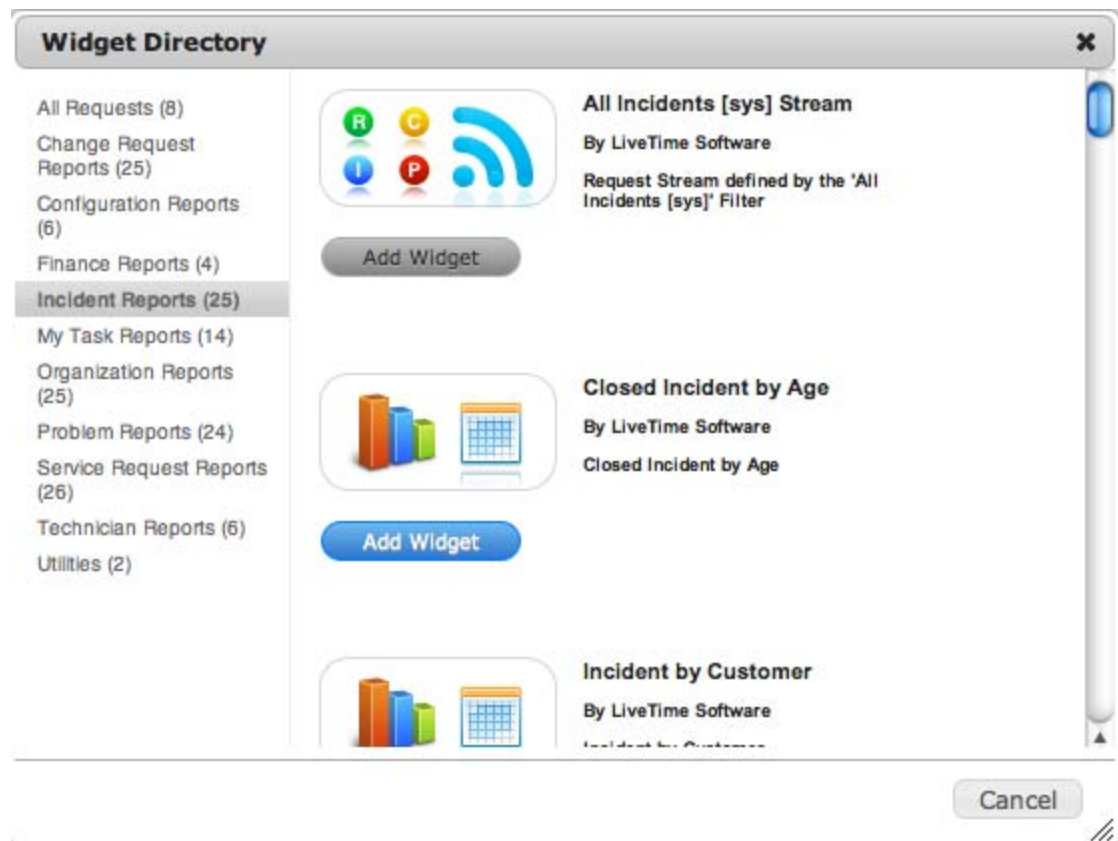 Widget Directory
All Requests (8)
Change Request
Reports (25)
Configuration Reports
(6)
Finance Reports (4)
Incident Reports (25)
My Task Reports (14)
Organization Reports
(25)
Problem Reports (24)
Service Request Reports
(26)
Technician Reports (6)
Utilities (2)
R C
I P
All Incidents [sys] Stream
By LiveTime Software
Request Stream defined by the 'All
Incidents [sys]' Filter
Add Widget
Closed Incident by Age
By LiveTime Software
Closed Incident by Age
Add Widget
Incident by Customer
By LiveTime Software
Incident by Customer
Cancel